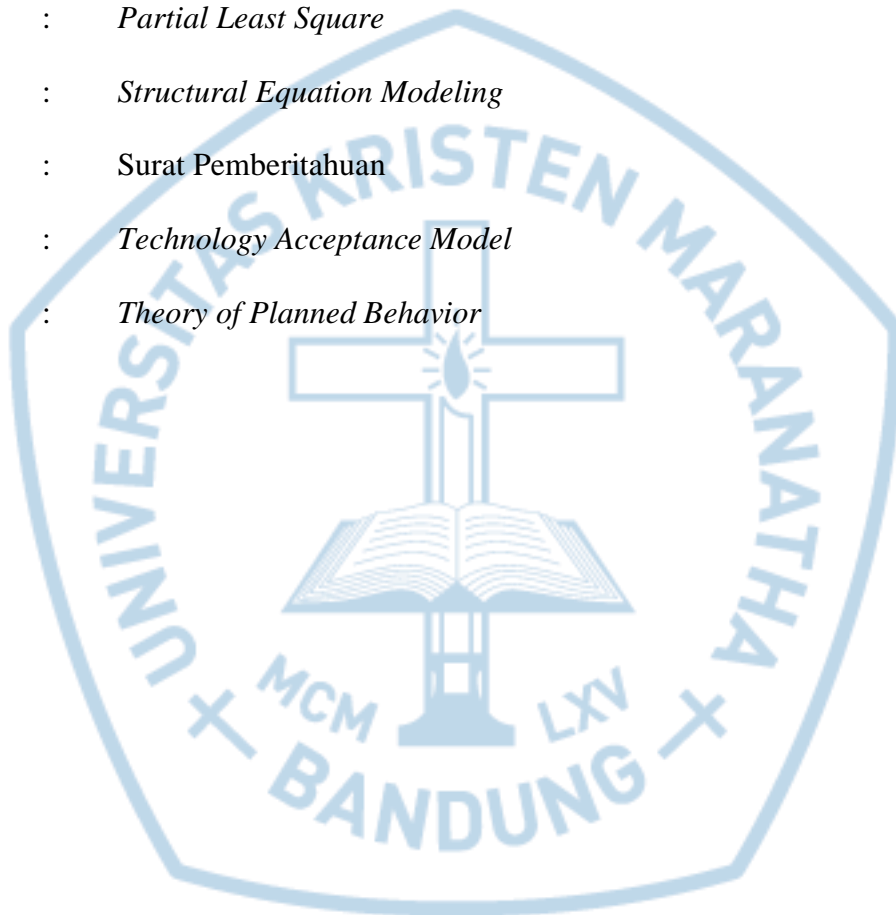 : Partial Least Square
: Structural Equation Modeling
: Surat Pemberitahuan
: Technology Acceptance Model
: Theory of Planned Behavior
UNIVERSITAS KRISTEN MARANATHA
MCM LXV
BANDUNG